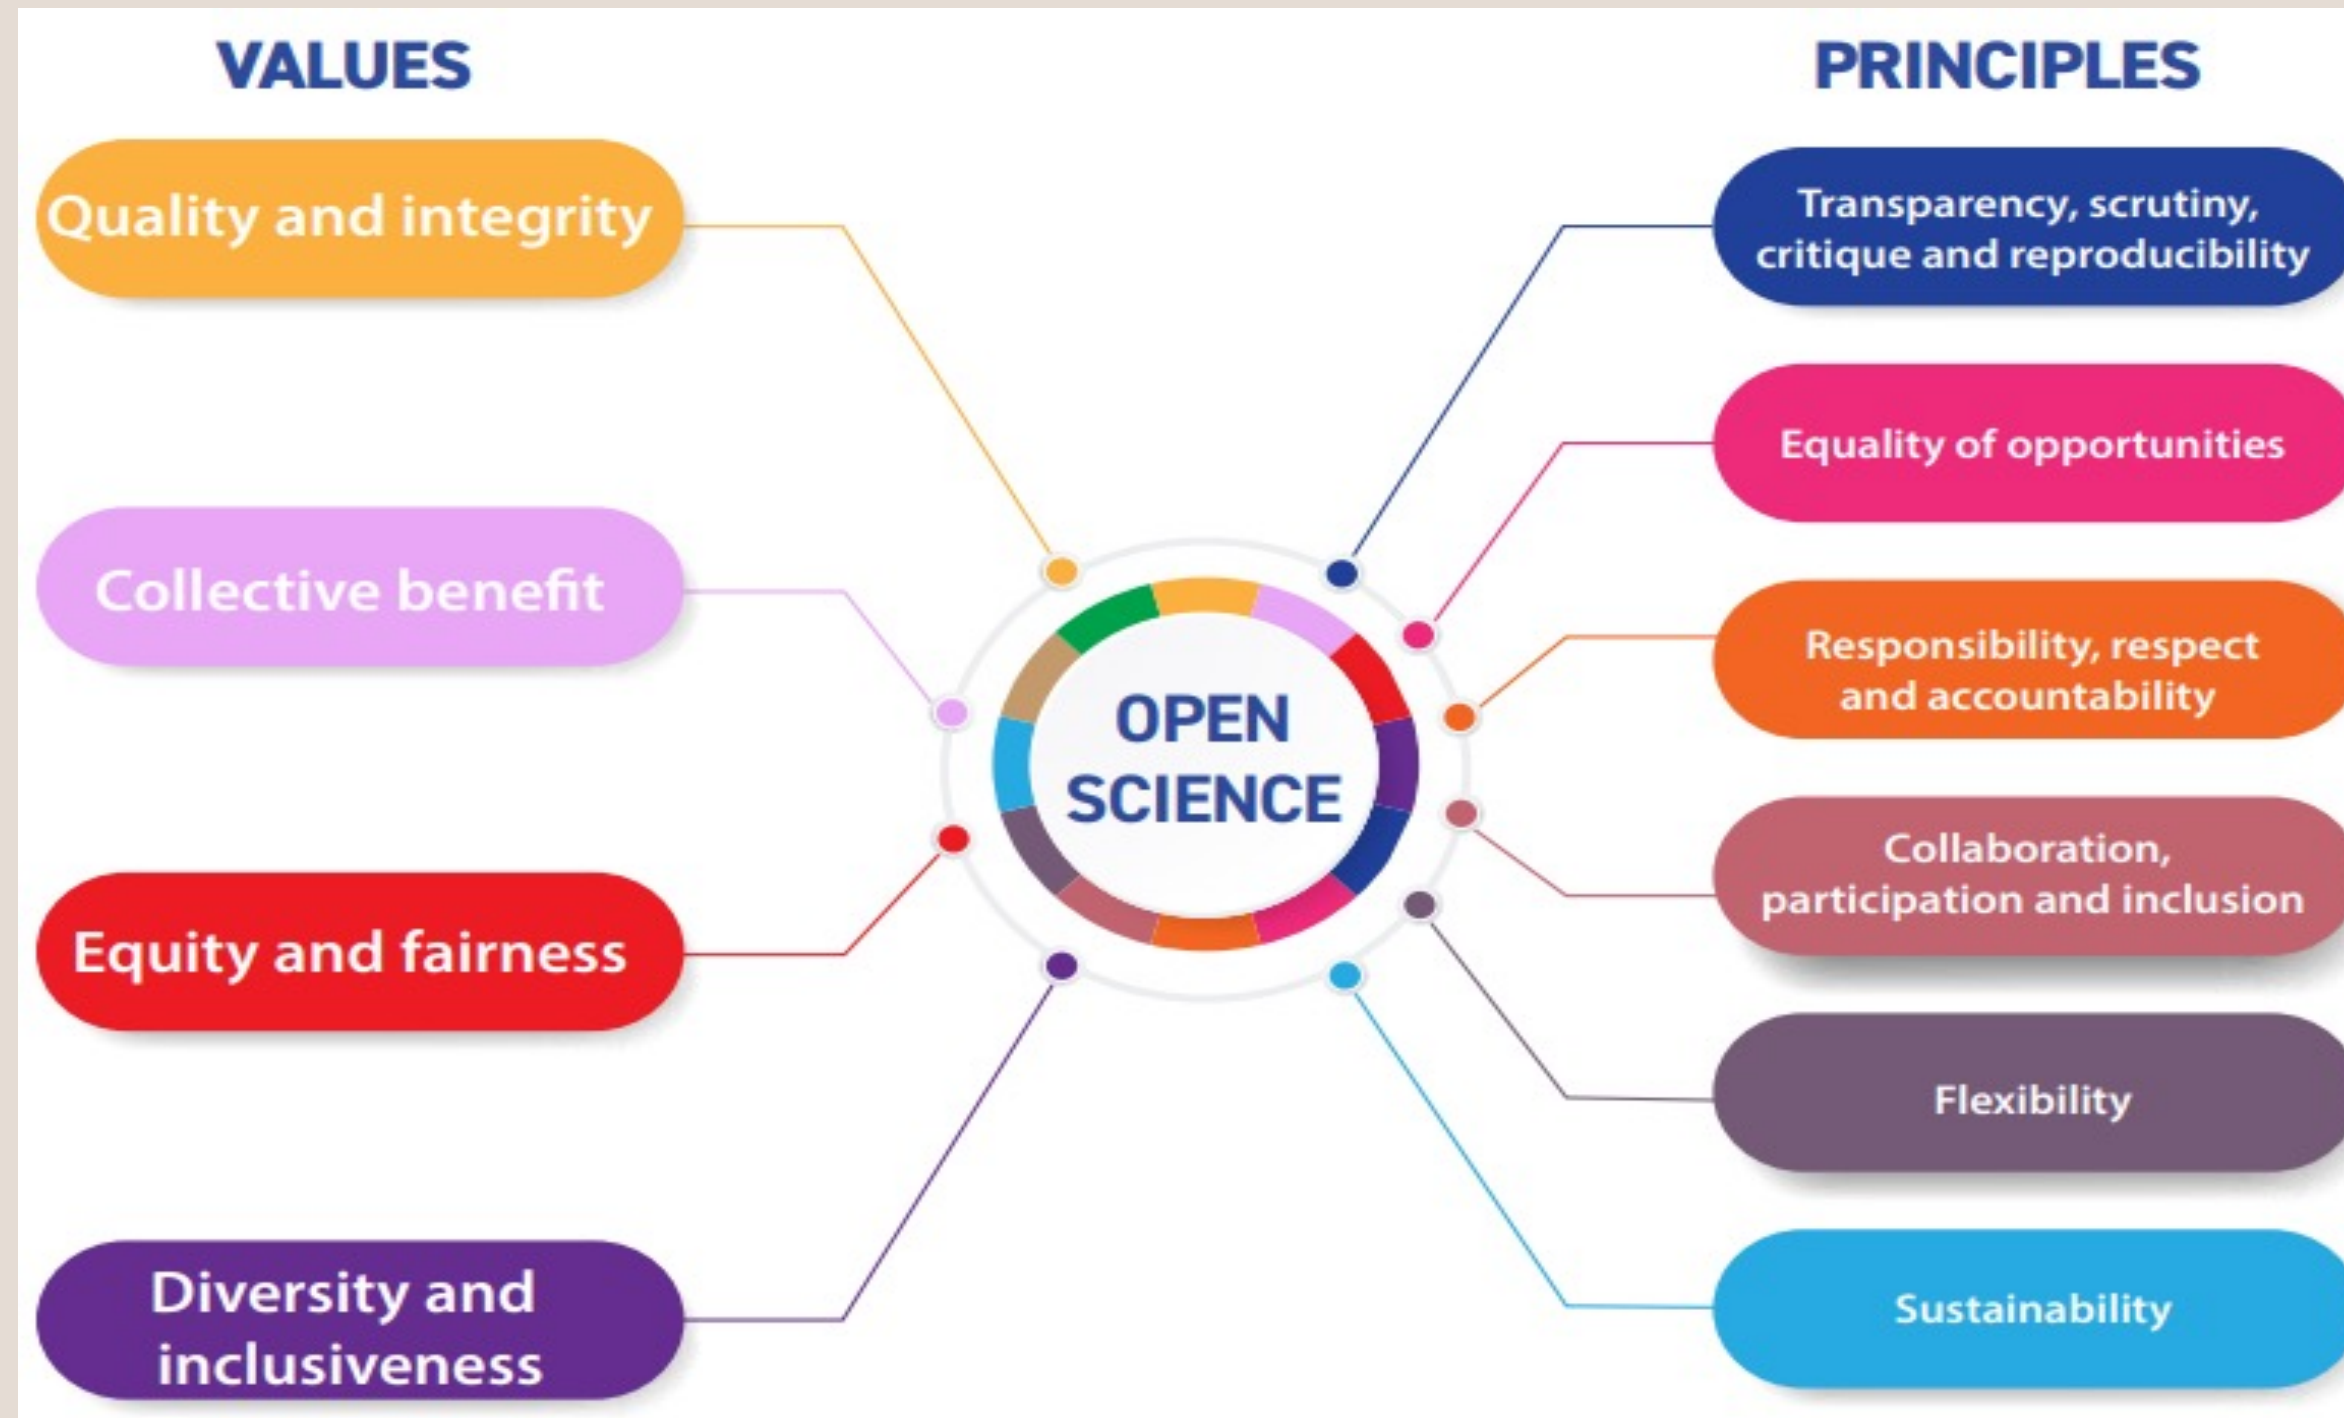 VALUES
Quality and integrity
Collective benefit
Equity and fairness
Diversity and
inclusiveness
OPEN
SCIENCE
PRINCIPLES
Transparency, scrutiny,
critique and reproducibility
Equality of opportunities
Responsibility, respect
and accountability
Collaboration,
participation and inclusion
Flexibility
Sustainability